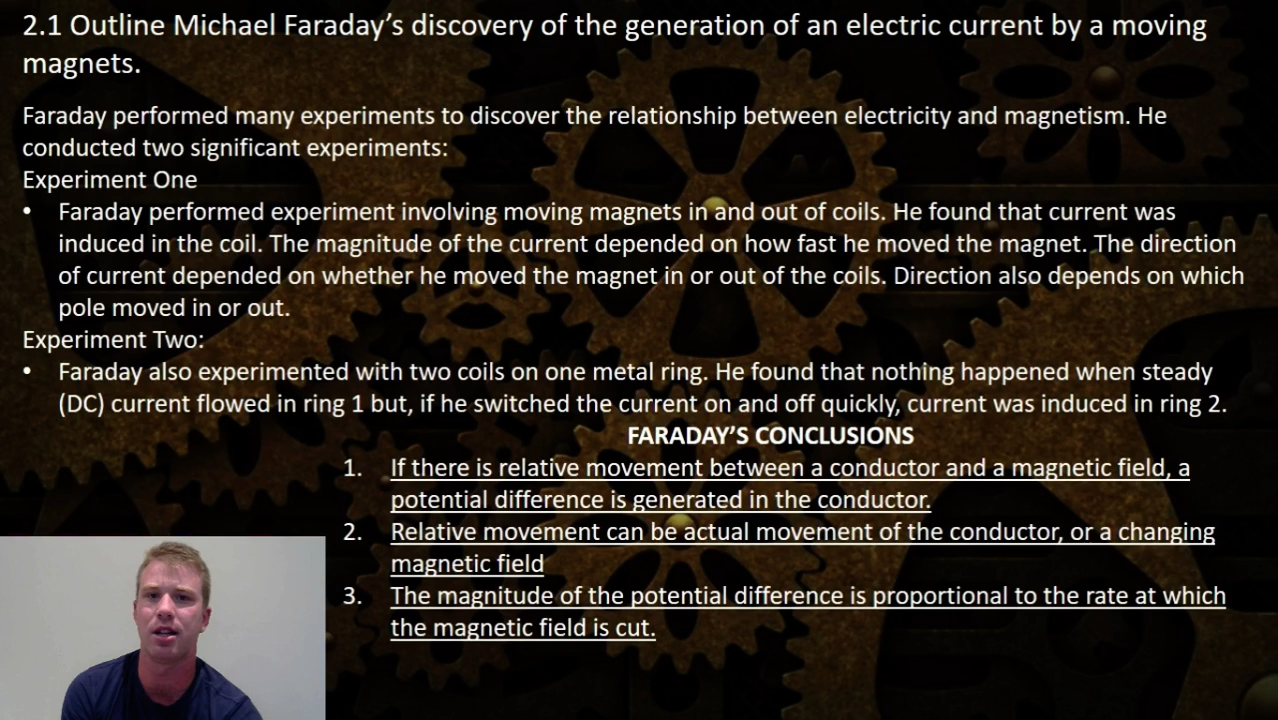 2.1 Outline Michael Faraday’s discovery of the generation of an electric current by a moving
magnets.
Faraday performed many experiments to discover the relationship between electricity and magnetism. He
conducted two significant experiments:
Experiment One
• Faraday performed experiment involving moving magnets in and out of coils. He found that current was
induced in the coil. The magnitude of the current depended on how fast he moved the magnet. The direction
of current depended on whether he moved the magnet in or out of the coils. Direction also depends on which
pole moved in or out.
Experiment Two:
• Faraday also experimented with two coils on one metal ring. He found that nothing happened when steady
(DC) current flowed in ring 1 but, if he switched the current on and off quickly, current was induced in ring 2.
FARADAY’S CONCLUSIONS
1. If there is relative movement between a conductor and a magnetic field, a
potential difference is generated in the conductor.
2. Relative movement can be actual movement of the conductor, or a changing
magnetic field
3. The magnitude of the potential difference is proportional to the rate at which
the magnetic field is cut.